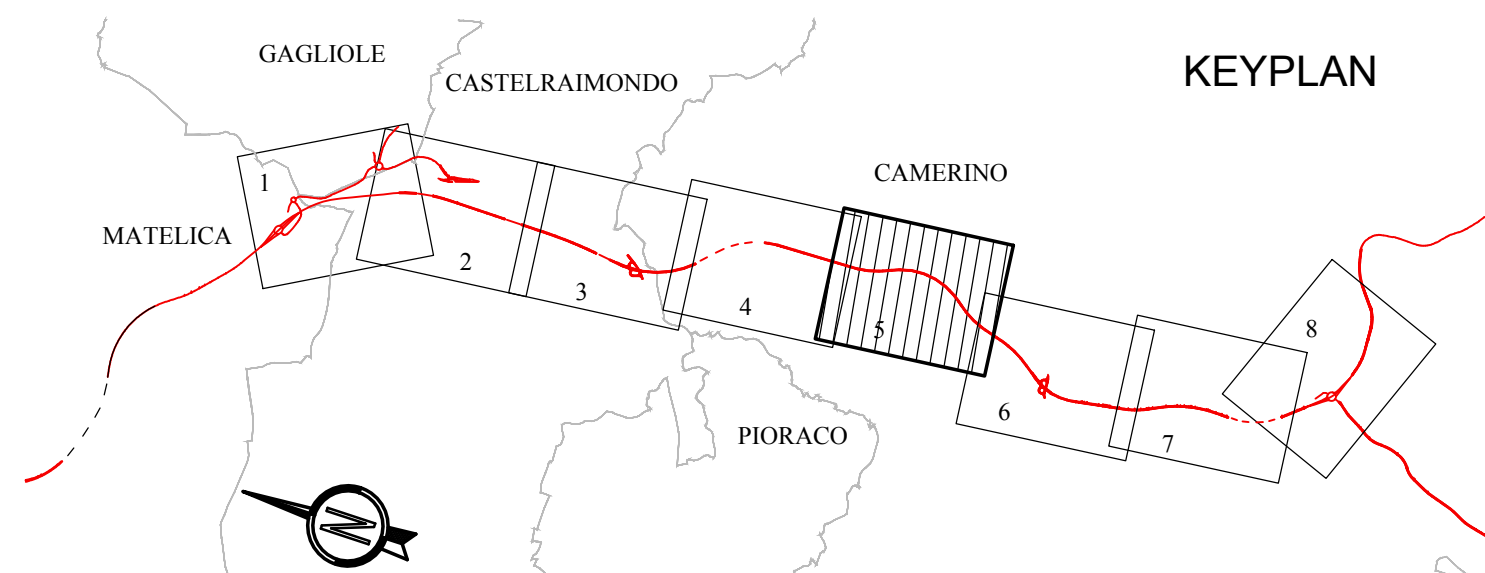 GAGLIOLE
KEYPLAN
CASTELRAIMONDO
CAMERINO
1
MATELICA
2
3
4
5
8
6
7
PIORACO
N